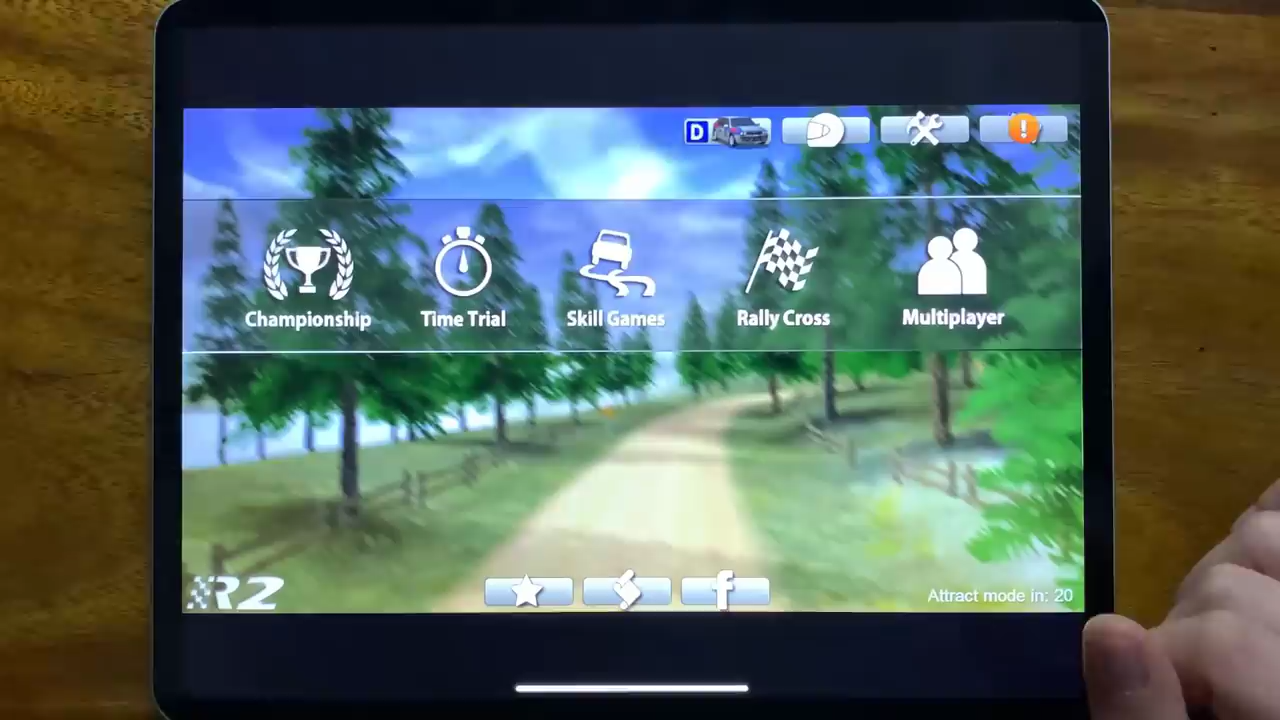 D
!
Championship
Time Trial
Skill Games
Rally Cross
Multiplayer
R2
f
Attract mode in: 20